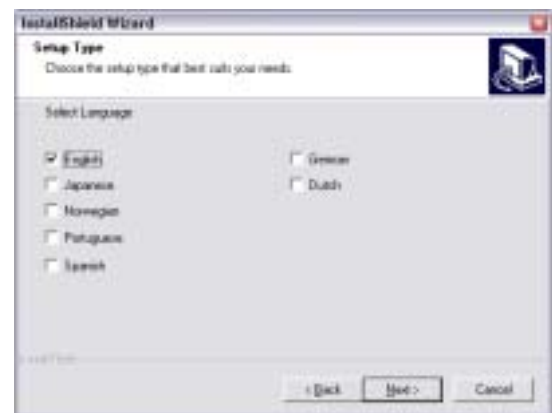 InstallShield Wizard
Setup Type
Choose the setup type that best suits your needs.
Select Language
English
Japanese
Norwegian
Portuguese
Spanish
German
Dutch
InstallShield
< Back
Next >
Cancel